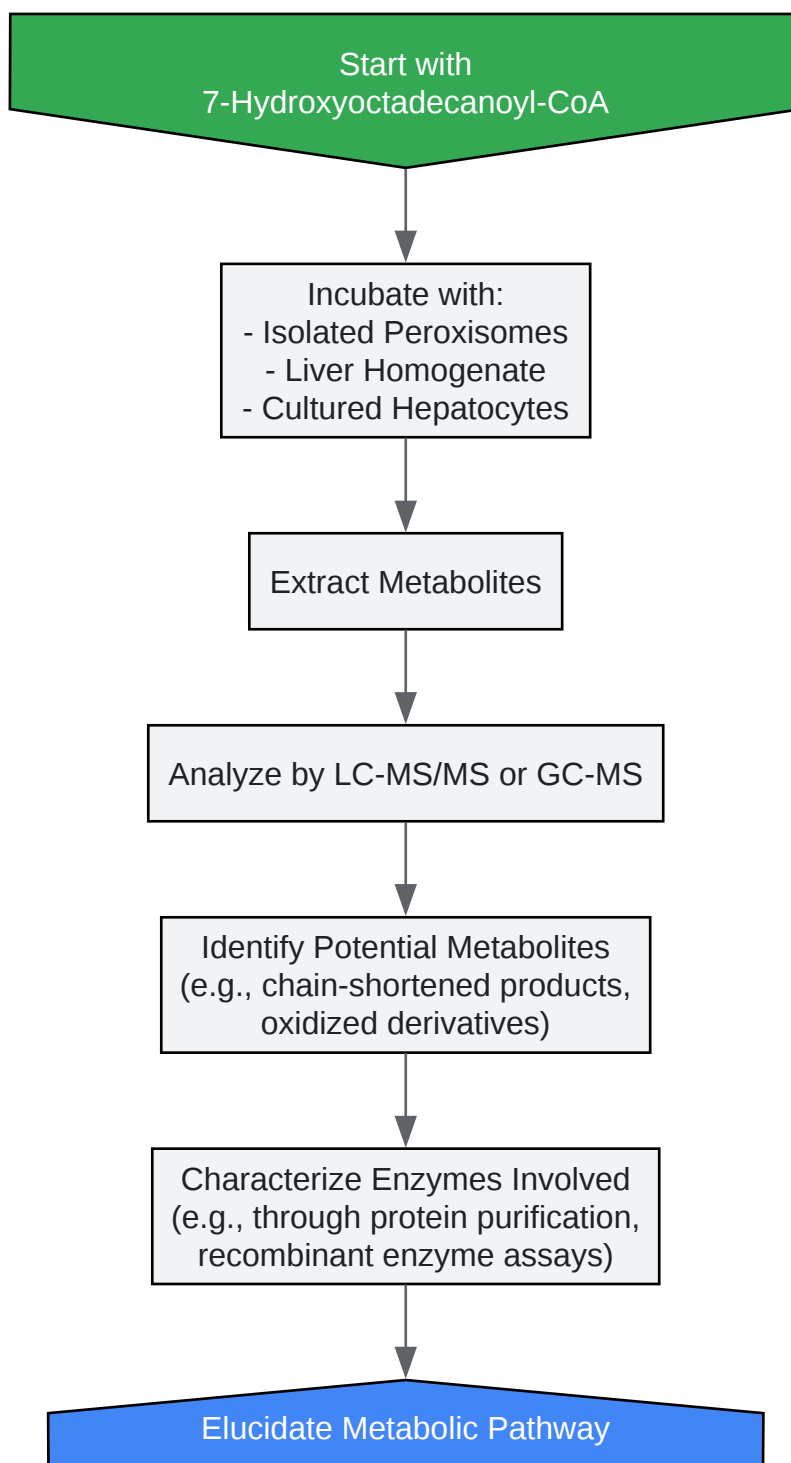 Start with
7-Hydroxyoctadecanoyl-CoA
Incubate with:
- Isolated Peroxisomes
- Liver Homogenate
- Cultured Hepatocytes
Extract Metabolites
Analyze by LC-MS/MS or GC-MS
Identify Potential Metabolites
(e.g., chain-shortened products,
oxidized derivatives)
Characterize Enzymes Involved
(e.g., through protein purification,
recombinant enzyme assays)
Elucidate Metabolic Pathway